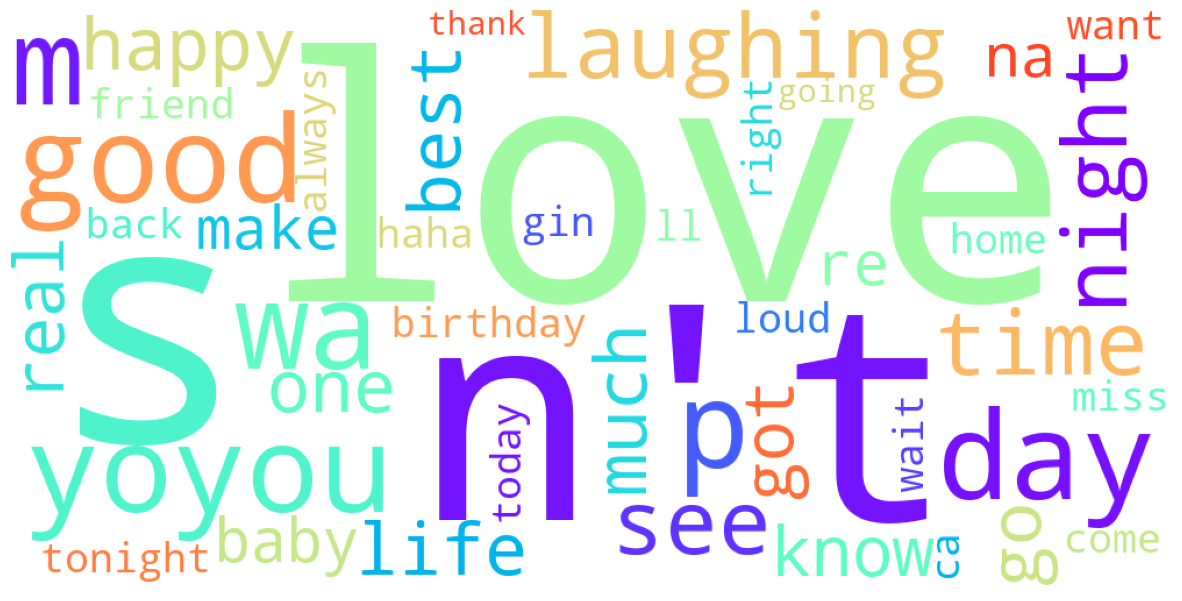 thank
want
m
happy
laughing
na
best
always
right
going
night
friend
good
love
back
make
haha
gin
ll
home
real
s
re
wa
birthday
loud
time
n't
much
one
p
got
wait
miss
today
day
yoyou
see
go
tonight
baby
life
know
ca
come